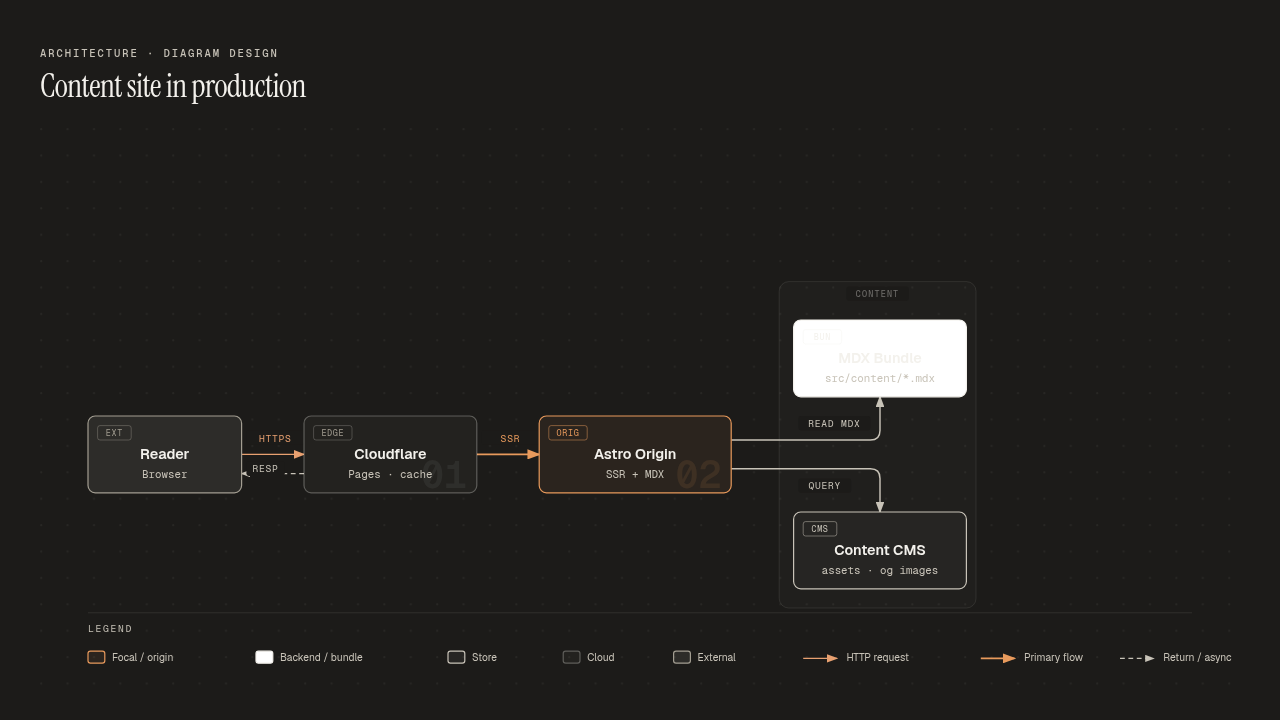 ARCHITECTURE · DIAGRAM DESIGN
Content site in production
CONTENT
RUN
MDX Bundle
src/content/*.mdx
EXT
Reader
Browser
HTTPS
RESP
EDGE
Cloudflare
Pages · cache
01
SSR
ORIG
Astro Origin
SSR + MDX
02
READ MDX
QUERY
CMS
Content CMS
assets · og images
LEGEND
Focal / origin
Backend / bundle
Store
Cloud
External
HTTP request
Primary flow
Return / async